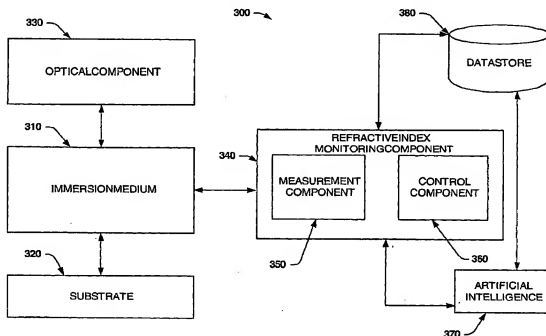 300
330
OPTICALCOMPONENT
310
IMMERSIONMEDIUM
320
SUBSTRATE
340
REFRACTIVEINDEX
MONITORINGCOMPONENT
MEASUREMENT
COMPONENT
350
CONTROL
COMPONENT
360
380
DATASTORE
ARTIFICIAL
INTELLIGENCE
370